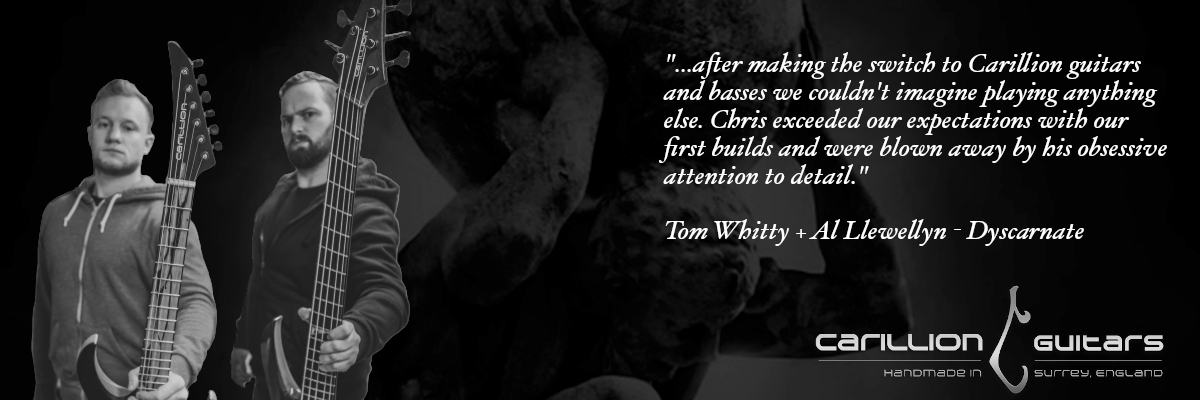 "...after making the switch to Carillion guitars
and basses we couldn't imagine playing anything
else. Chris exceeded our expectations with our
first builds and were blown away by his obsessive
attention to detail."
Tom Whitty + Al Llewellyn - Dyscarnate
CARILLION
CARILLION
CARILLION GUITARS
HANDMADE IN SURREY, ENGLAND